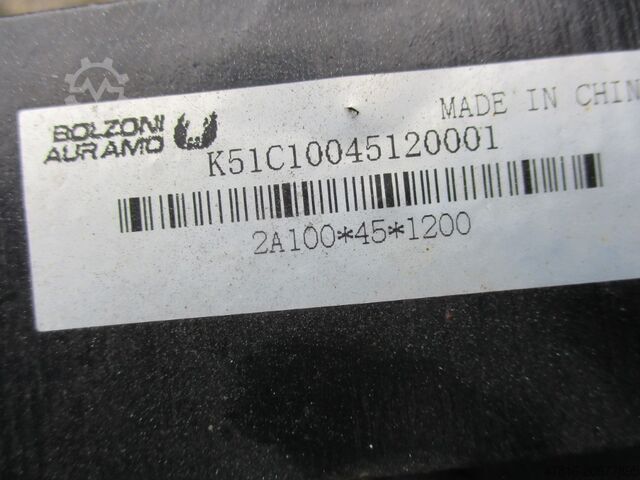 MADE IN CHIN
BOLZONI
AURAMO
K51C10045120001
2A100*45*1200